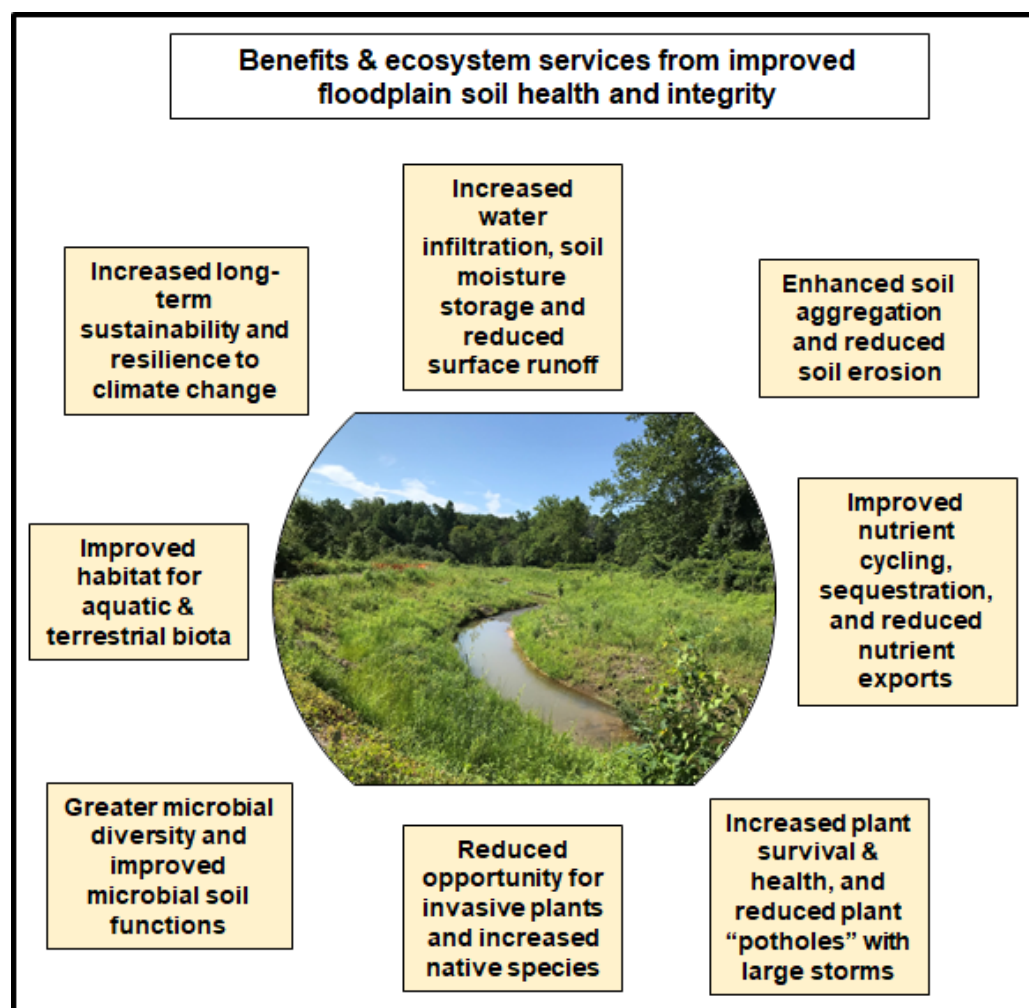 Benefits & ecosystem services from improved
floodplain soil health and integrity
Increased
water
infiltration, soil
moisture
storage and
reduced
surface runoff
Increased long-
term
sustainability and
resilience to
climate change
Enhanced soil
aggregation
and reduced
soil erosion
Improved
habitat for
aquatic &
terrestrial biota
Improved
nutrient
cycling,
sequestration,
and reduced
nutrient
exports
Greater microbial
diversity and
improved
microbial soil
functions
Reduced
opportunity for
invasive plants
and increased
native species
Increased plant
survival &
health, and
reduced plant
“potholes” with
large storms